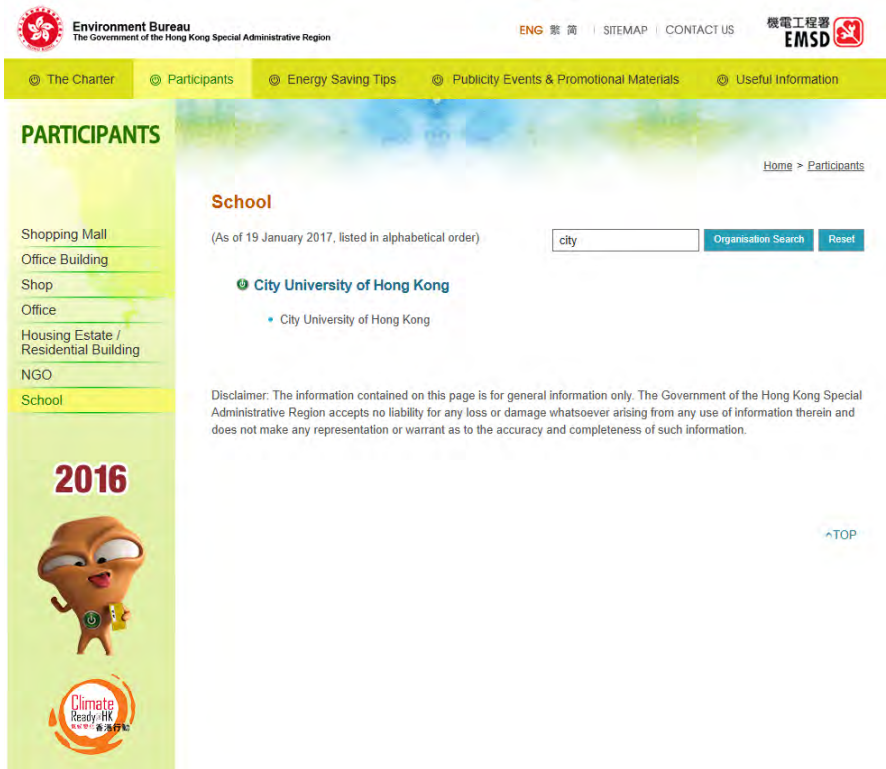 Environment Bureau
The Government of the Hong Kong Special Administrative Region
ENG 繁 简 SITEMAP CONTACT US
機電工程署
EMSD
The Charter Participants Energy Saving Tips Publicity Events & Promotional Materials Useful Information
PARTICIPANTS
Home > Participants
School
(As of 19 January 2017, listed in alphabetical order)
city
Organisation Search
Reset
Shopping Mall
Office Building
Shop
Office
Housing Estate /
Residential Building
NGO
School
City University of Hong Kong
City University of Hong Kong
Disclaimer: The information contained on this page is for general information only. The Government of the Hong Kong Special
Administrative Region accepts no liability for any loss or damage whatsoever arising from any use of information therein and
does not make any representation or warrant as to the accuracy and completeness of such information.
2016
^TOP
Climate
Ready@HK
香港行動